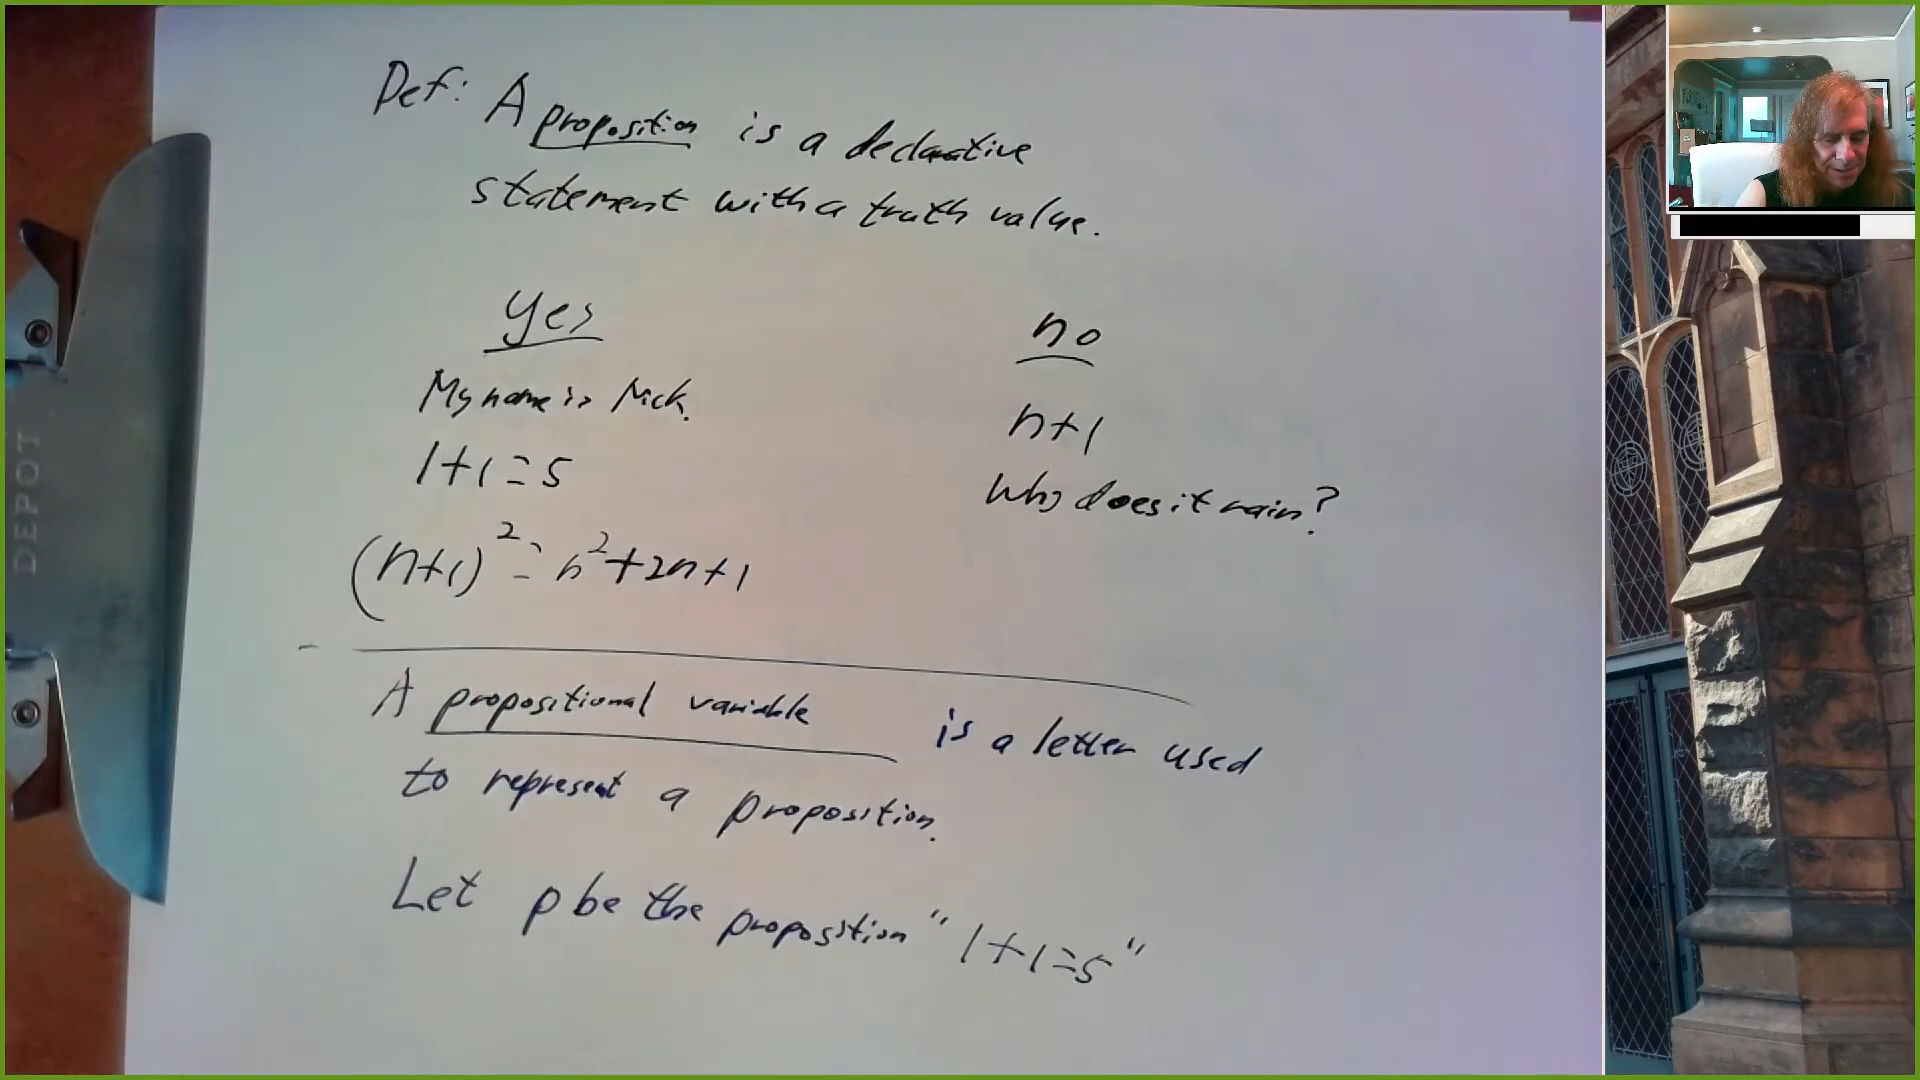 Def: A proposition is a declarative
statement with a truth value.
yes
no
My name is Nick.
n+1
1+1=5
Why does it rain?
(n+1)² = n²+2n+1
A propositional variable is a letter used
to represent a proposition.
Let p be the proposition "1+1=5"
DEPOT